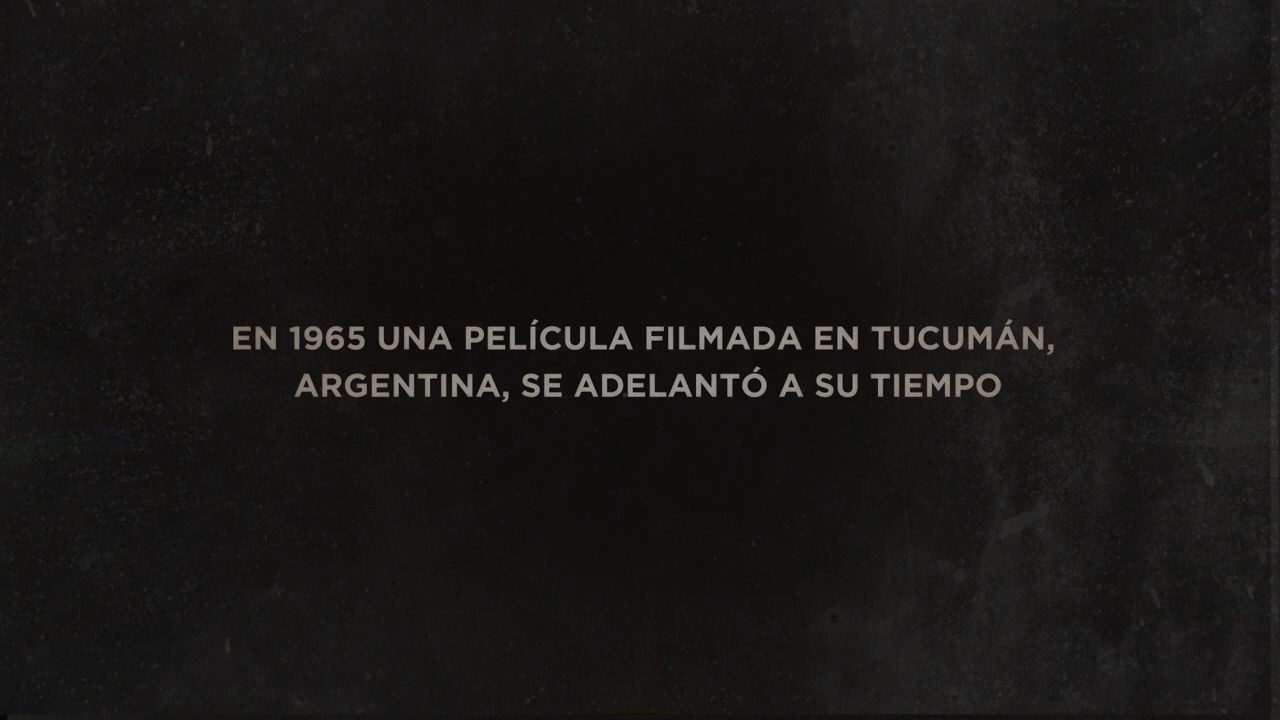 EN 1965 UNA PELÍCULA FILMADA EN TUCUMÁN,
ARGENTINA, SE ADELANTÓ A SU TIEMPO